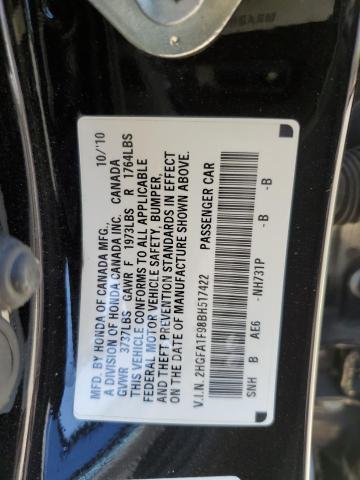 MFD. BY HONDA OF CANADA MFG., 10/'10
A DIVISION OF HONDA CANADA INC. CANADA
GVWR 3737LBS GAWR F 1973LBS R 1764LBS
THIS VEHICLE CONFORMS TO ALL APPLICABLE
FEDERAL MOTOR VEHICLE SAFETY, BUMPER,
AND THEFT PREVENTION STANDARDS IN EFFECT
ON THE DATE OF MANUFACTURE SHOWN ABOVE.
V.I.N. 2HGFA1F98BH517422 PASSENGER CAR
SNH B AE6 -NH731P -B -B